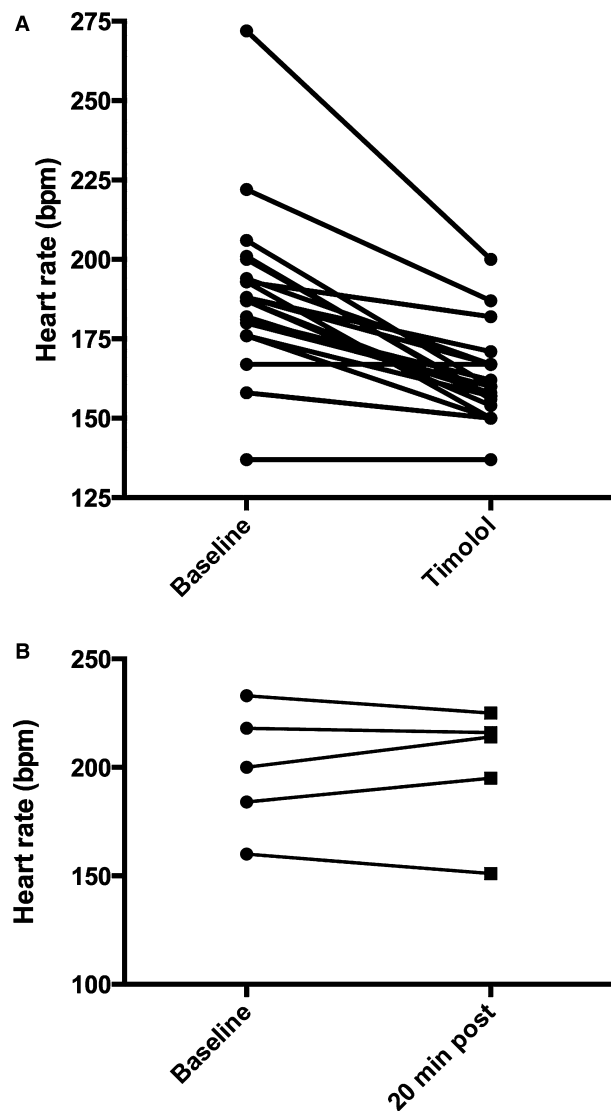 A
275
250
225
200
175
150
125
Heart rate (bpm)
Baseline
Timolol
B
250
200
150
100
Heart rate (bpm)
Baseline
20 min post